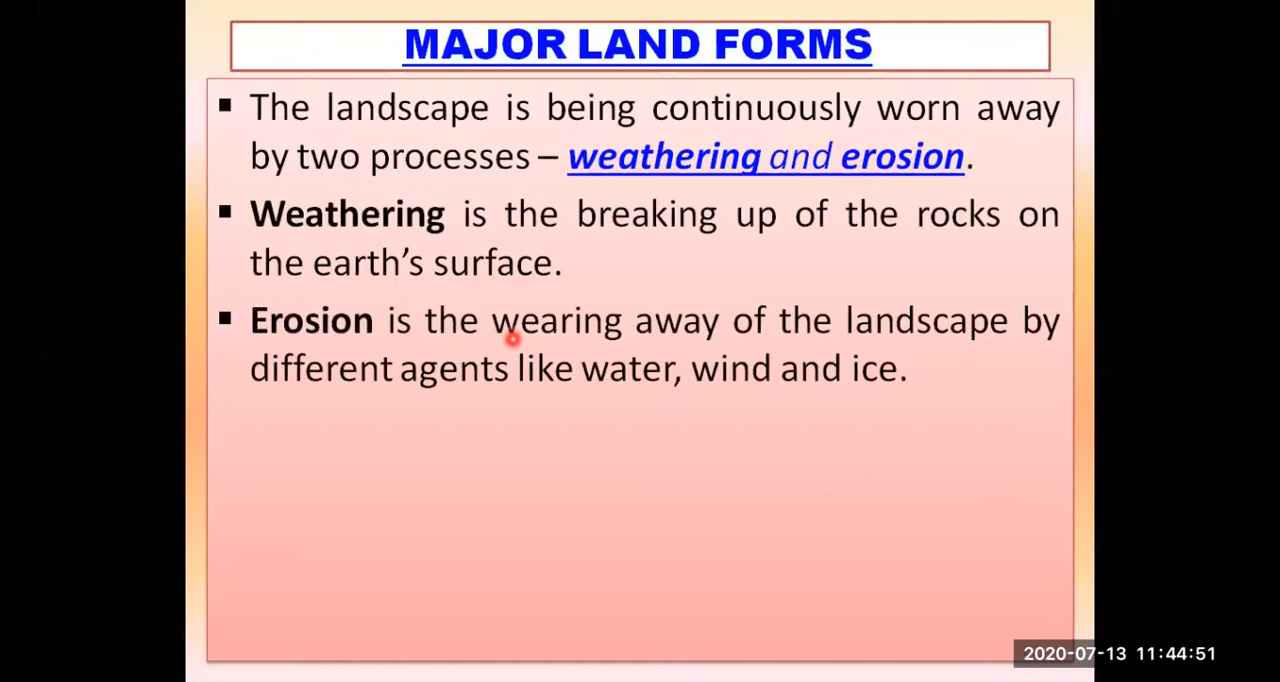 MAJOR LAND FORMS
▪ The landscape is being continuously worn away
by two processes – weathering and erosion.
▪ Weathering is the breaking up of the rocks on
the earth’s surface.
▪ Erosion is the wearing away of the landscape by
different agents like water, wind and ice.
2020-07-13 11:44:51